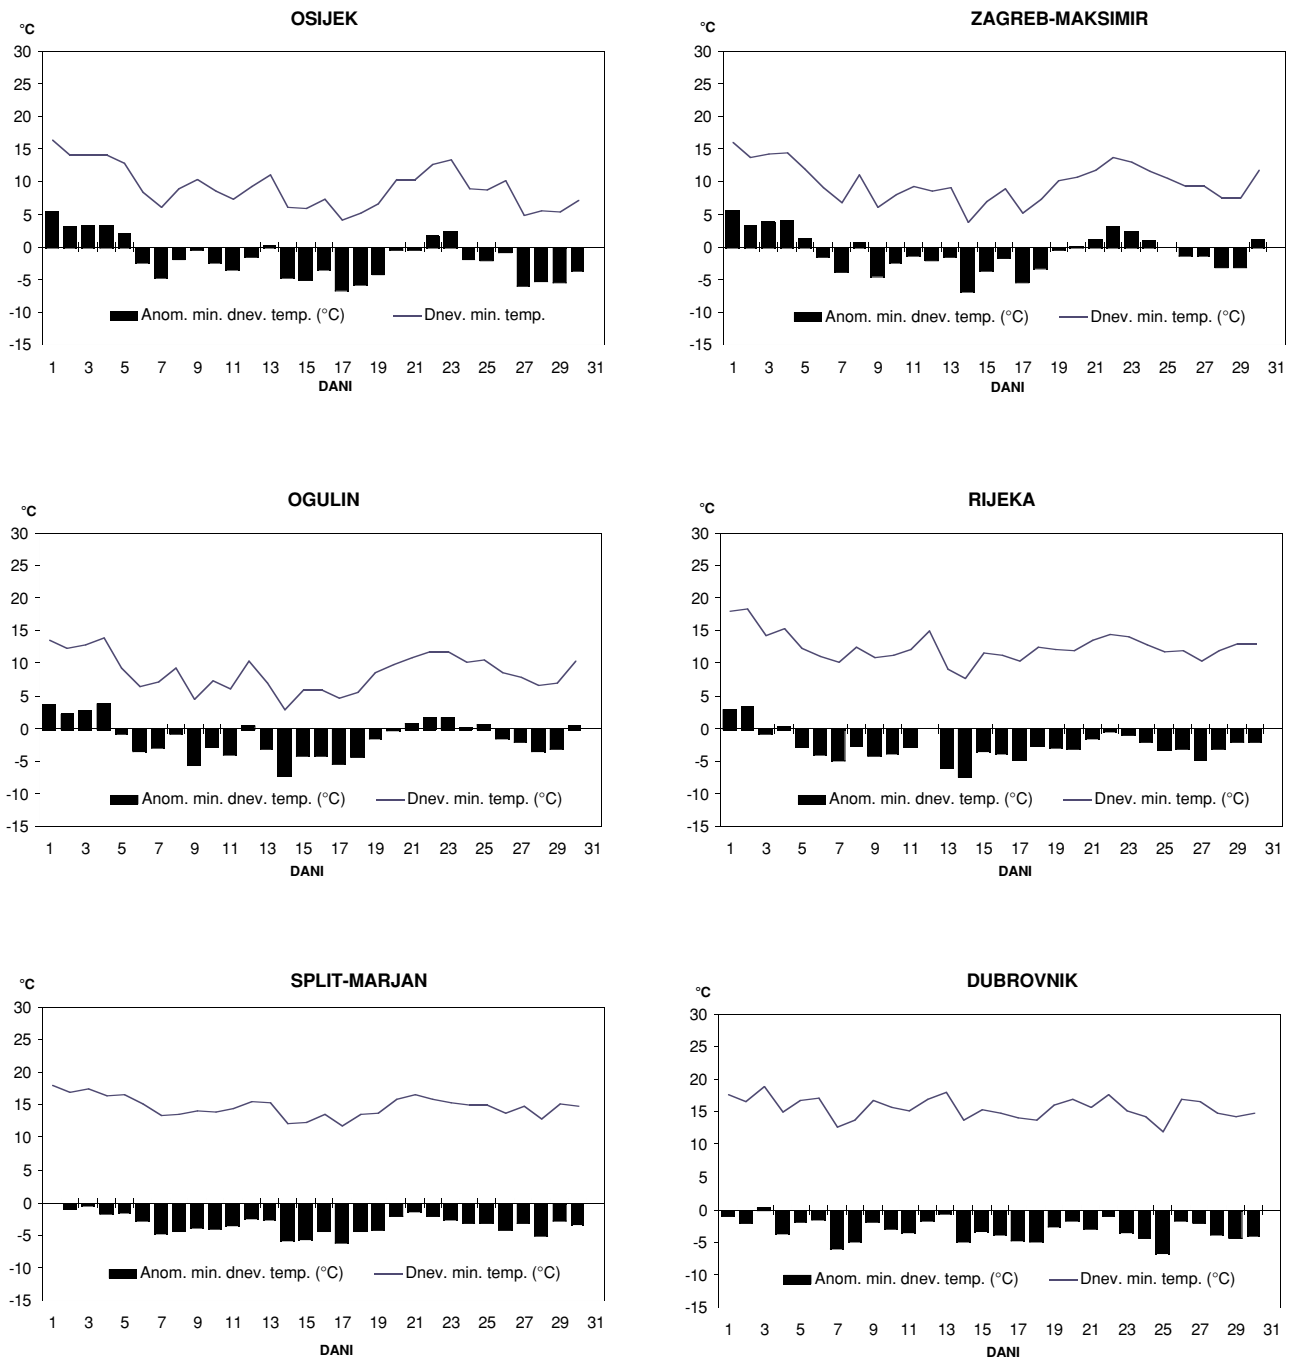 OSIJEK
°C
30
25
20
15
10
5
0
-5
-10
-15
Anom. min. dnev. temp. (°C) Dnev. min. temp.
1 3 5 7 9 11 13 15 17 19 21 23 25 27 29 31
DANI
ZAGREB-MAKSIMIR
°C
30
25
20
15
10
5
0
-5
-10
-15
Anom. min. dnev. temp. (°C) Dnev. min. temp. (°C)
1 3 5 7 9 11 13 15 17 19 21 23 25 27 29 31
DANI
OGULIN
°C
30
25
20
15
10
5
0
-5
-10
-15
Anom. min. dnev. temp. (°C) Dnev. min. temp. (°C)
1 3 5 7 9 11 13 15 17 19 21 23 25 27 29 31
DANI
RIJEKA
°C
30
25
20
15
10
5
0
-5
-10
-15
Anom. min. dnev. temp. (°C) Dnev. min. temp. (°C)
1 3 5 7 9 11 13 15 17 19 21 23 25 27 29 31
DANI
SPLIT-MARJAN
°C
30
25
20
15
10
5
0
-5
-10
-15
Anom. min. dnev. temp. (°C) Dnev. min. temp. (°C)
1 3 5 7 9 11 13 15 17 19 21 23 25 27 29 31
DANI
DUBROVNIK
°C
30
25
20
15
10
5
0
-5
-10
-15
Anom. min. dnev. temp. (°C) Dnev. min. temp. (°C)
1 3 5 7 9 11 13 15 17 19 21 23 25 27 29 31
DANI